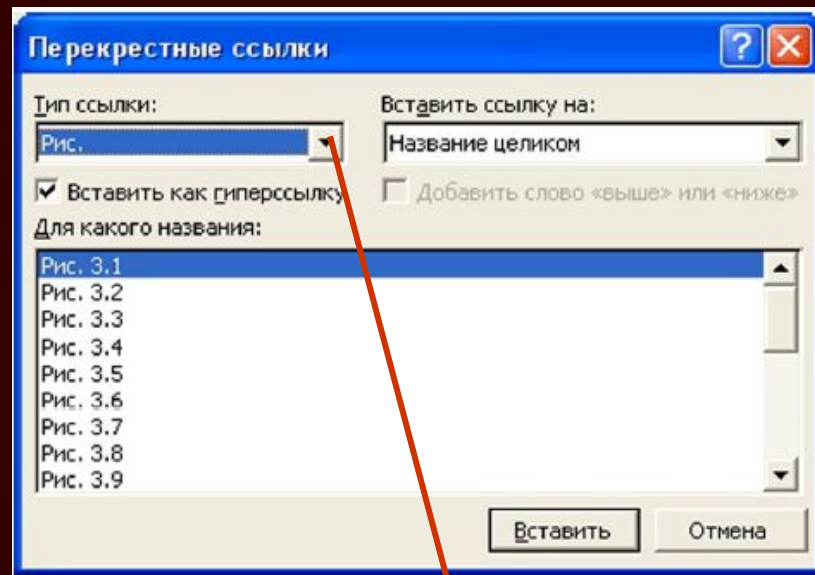 Перекрестные ссылки
Тип ссылки: Вставить ссылку на:
Рис. Название целиком
Вставить как гиперссылку Добавить слово «выше» или «ниже»
Для какого названия:
Рис. 3.1
Рис. 3.2
Рис. 3.3
Рис. 3.4
Рис. 3.5
Рис. 3.6
Рис. 3.7
Рис. 3.8
Рис. 3.9
Вставить Отмена